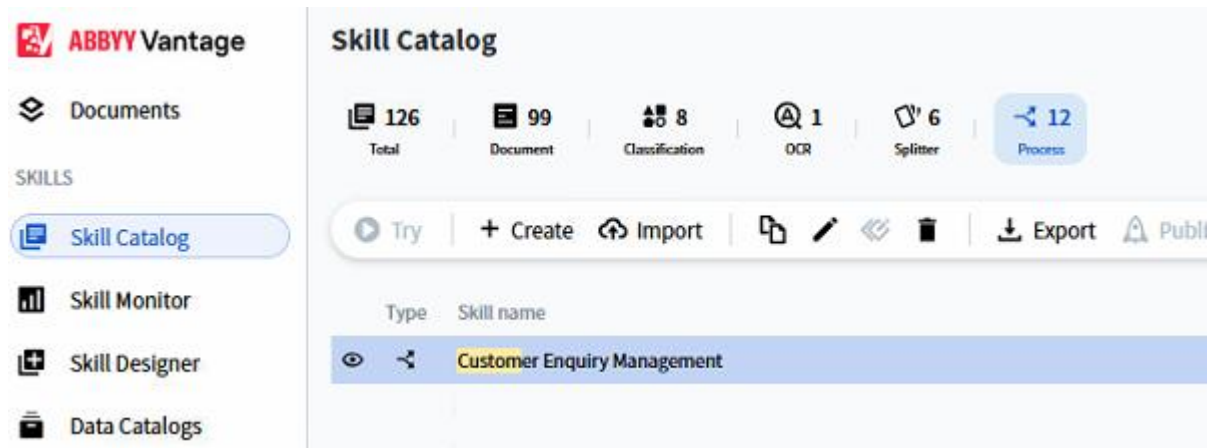 ABBYY Vantage
Skill Catalog
Documents
126
99
8
1
6
12
Total
Document
Classification
OCR
Splitter
Process
SKILLS
Skill Catalog
Try
+ Create
Import
Export
Publi
Skill Monitor
Type
Skill name
Skill Designer
Customer Enquiry Management
Data Catalogs